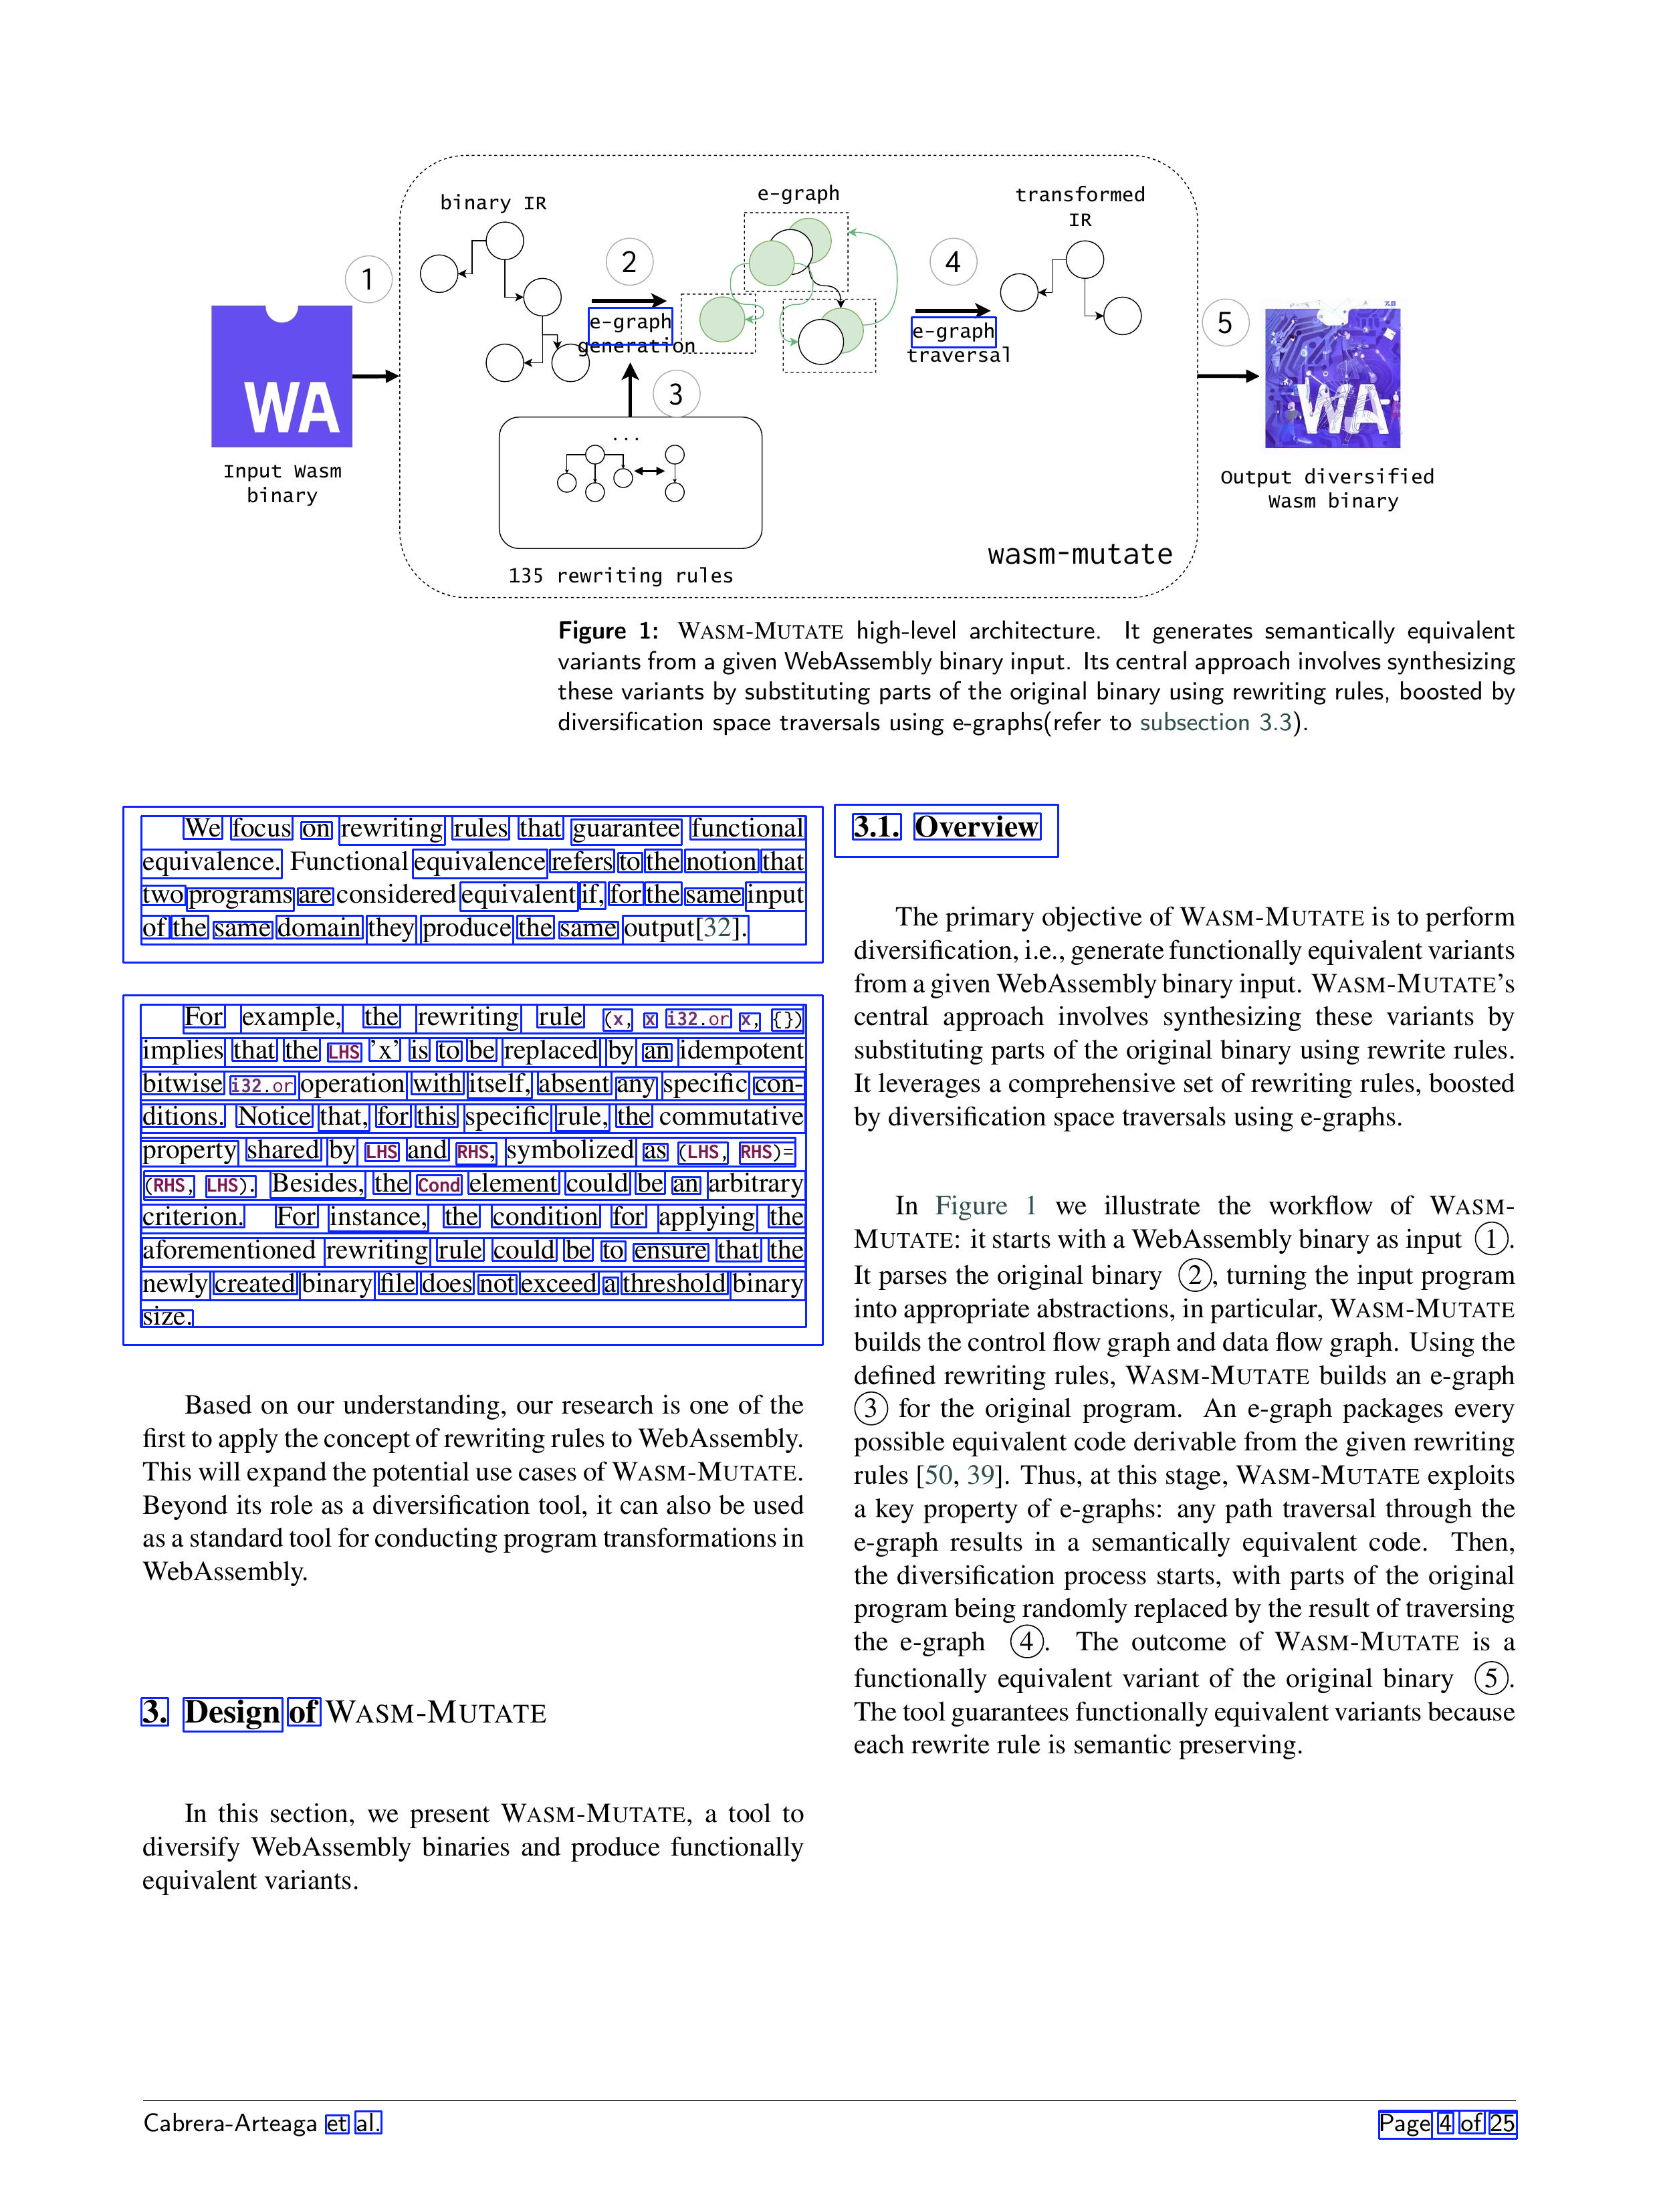 binary IR
e-graph
transformed
IR
1
2
4
5
e-graph
generation
e-graph
traversal
3
WA
WA
...
Input Wasm
binary
Output diversified
Wasm binary
wasm-mutate
135 rewriting rules
Figure 1: WASM-MUTATE high-level architecture. It generates semantically equivalent
variants from a given WebAssembly binary input. Its central approach involves synthesizing
these variants by substituting parts of the original binary using rewriting rules, boosted by
diversification space traversals using e-graphs(refer to subsection 3.3).
We focus on rewriting rules that guarantee functional
equivalence. Functional equivalence refers to the notion that
two programs are considered equivalent if, for the same input
of the same domain they produce the same output[32].
For example, the rewriting rule (x, x i32.or x, {})
implies that the LHS 'x' is to be replaced by an idempotent
bitwise i32.or operation with itself, absent any specific con-
ditions. Notice that, for this specific rule, the commutative
property shared by LHS and RHS, symbolized as (LHS, RHS)=
(RHS, LHS). Besides, the Cond element could be an arbitrary
criterion. For instance, the condition for applying the
aforementioned rewriting rule could be to ensure that the
newly created binary file does not exceed a threshold binary
size.
Based on our understanding, our research is one of the
first to apply the concept of rewriting rules to WebAssembly.
This will expand the potential use cases of WASM-MUTATE.
Beyond its role as a diversification tool, it can also be used
as a standard tool for conducting program transformations in
WebAssembly.
3. Design of WASM-MUTATE
In this section, we present WASM-MUTATE, a tool to
diversify WebAssembly binaries and produce functionally
equivalent variants.
3.1. Overview
The primary objective of WASM-MUTATE is to perform
diversification, i.e., generate functionally equivalent variants
from a given WebAssembly binary input. WASM-MUTATE's
central approach involves synthesizing these variants by
substituting parts of the original binary using rewrite rules.
It leverages a comprehensive set of rewriting rules, boosted
by diversification space traversals using e-graphs.
In Figure 1 we illustrate the workflow of WASM-
MUTATE: it starts with a WebAssembly binary as input ①.
It parses the original binary ②, turning the input program
into appropriate abstractions, in particular, WASM-MUTATE
builds the control flow graph and data flow graph. Using the
defined rewriting rules, WASM-MUTATE builds an e-graph
③ for the original program. An e-graph packages every
possible equivalent code derivable from the given rewriting
rules [50, 39]. Thus, at this stage, WASM-MUTATE exploits
a key property of e-graphs: any path traversal through the
e-graph results in a semantically equivalent code. Then,
the diversification process starts, with parts of the original
program being randomly replaced by the result of traversing
the e-graph ④. The outcome of WASM-MUTATE is a
functionally equivalent variant of the original binary ⑤.
The tool guarantees functionally equivalent variants because
each rewrite rule is semantic preserving.
Cabrera-Arteaga et al.
Page 4 of 25